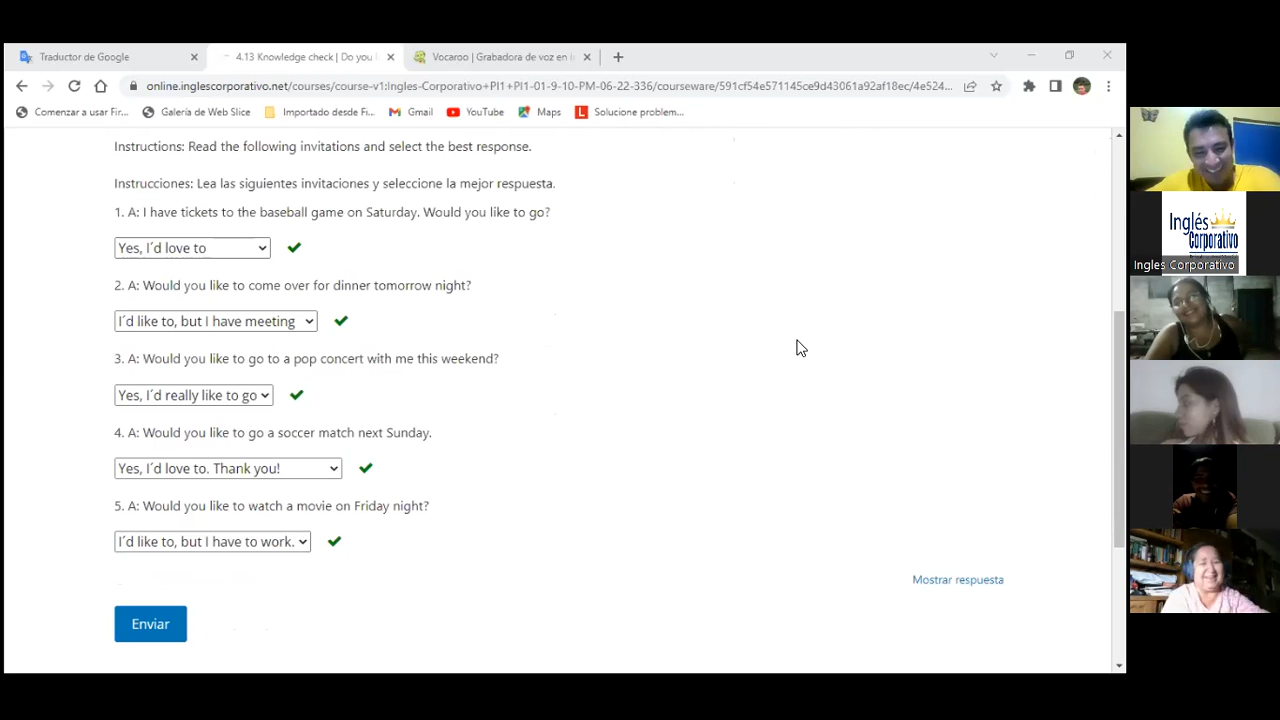 Traductor de Google
4.13 Knowledge check | Do you l
Vocaroo | Grabadora de voz en l
online.inglescorporativo.net/courses/course-v1:Ingles-Corporativo+PI1+PI1-01-9-10-PM-06-22-336/courseware/591cf54e571145ce9d43061a92af18ec/4e524...
Comenzar a usar Fir...
Galería de Web Slice
Importado desde Fi...
Gmail
YouTube
Maps
Solucione problem...
Instructions: Read the following invitations and select the best response.
Instrucciones: Lea las siguientes invitaciones y seleccione la mejor respuesta.
1. A: I have tickets to the baseball game on Saturday. Would you like to go?
Yes, I´d love to
2. A: Would you like to come over for dinner tomorrow night?
I´d like to, but I have meeting
3. A: Would you like to go to a pop concert with me this weekend?
Yes, I´d really like to go
4. A: Would you like to go a soccer match next Sunday.
Yes, I´d love to. Thank you!
5. A: Would you like to watch a movie on Friday night?
I´d like to, but I have to work.
Mostrar respuesta
Enviar
Inglés
Corporativo
Ingles Corporativo